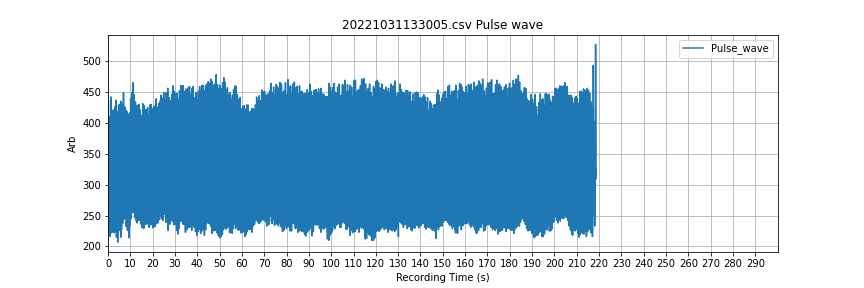 20221031133005.csv Pulse wave
Pulse_wave
500
450
400
350
300
250
200
Arb
0 10 20 30 40 50 60 70 80 90 100 110 120 130 140 150 160 170 180 190 200 210 220 230 240 250 260 270 280 290
Recording Time (s)